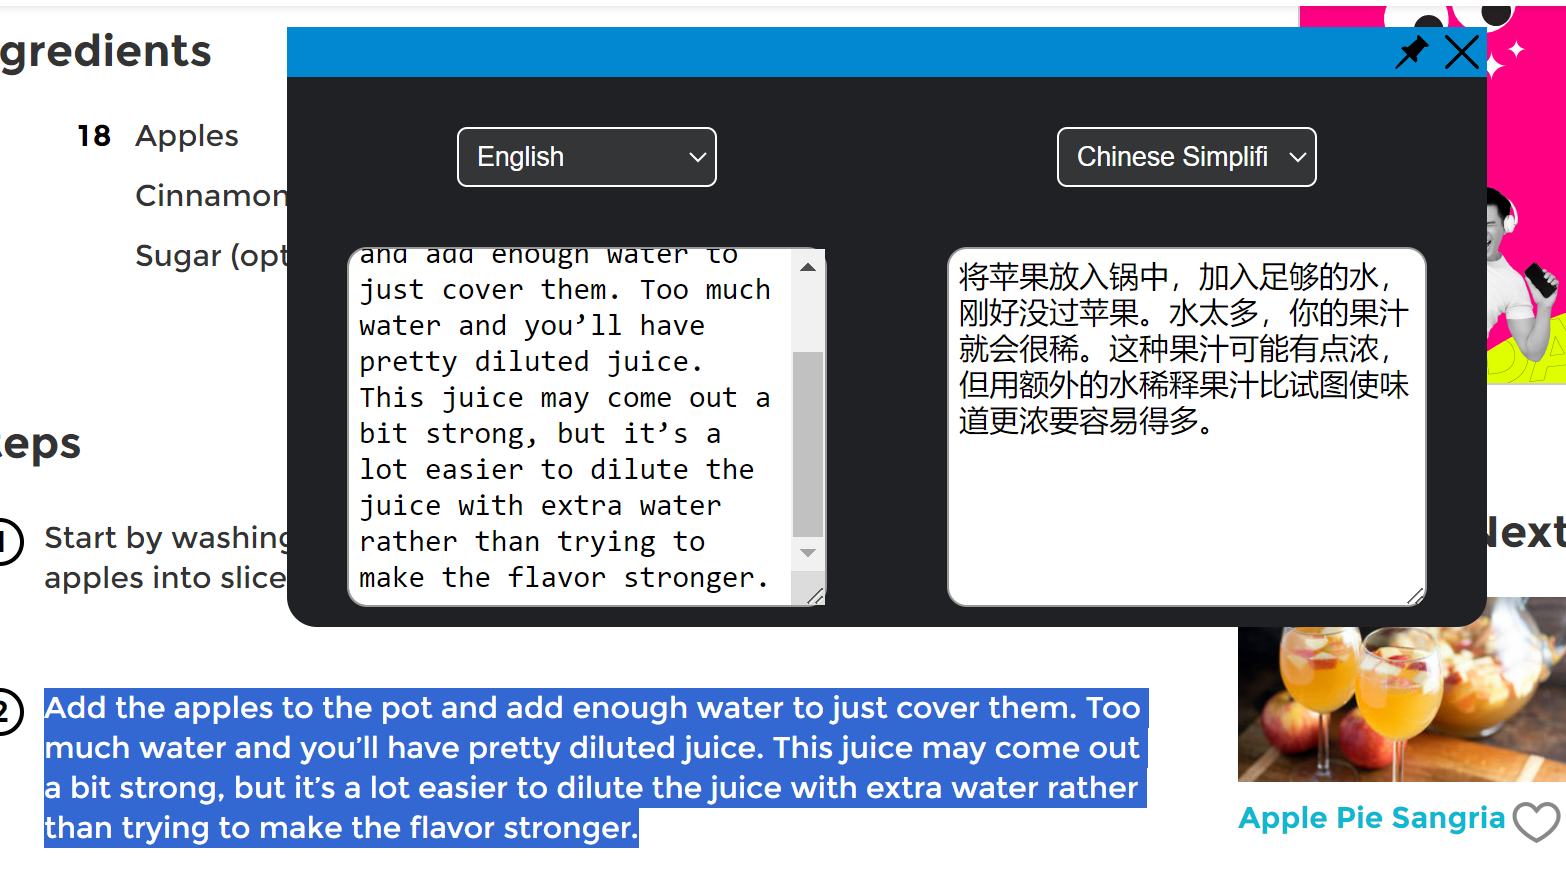 gredients
18 Apples
Cinnamon
Sugar (opt
eps
1
Start by washing
apples into slice
English
Chinese Simplifi
and add enough water to
just cover them. Too much
water and you’ll have
pretty diluted juice.
This juice may come out a
bit strong, but it’s a
lot easier to dilute the
juice with extra water
rather than trying to
make the flavor stronger.
将苹果放入锅中，加入足够的水，
刚好没过苹果。水太多，你的果汁
就会很稀。这种果汁可能有点浓，
但用额外的水稀释果汁比试图使味
道更浓要容易得多。
2
Add the apples to the pot and add enough water to just cover them. Too
much water and you’ll have pretty diluted juice. This juice may come out
a bit strong, but it’s a lot easier to dilute the juice with extra water rather
than trying to make the flavor stronger.
Next
Apple Pie Sangria